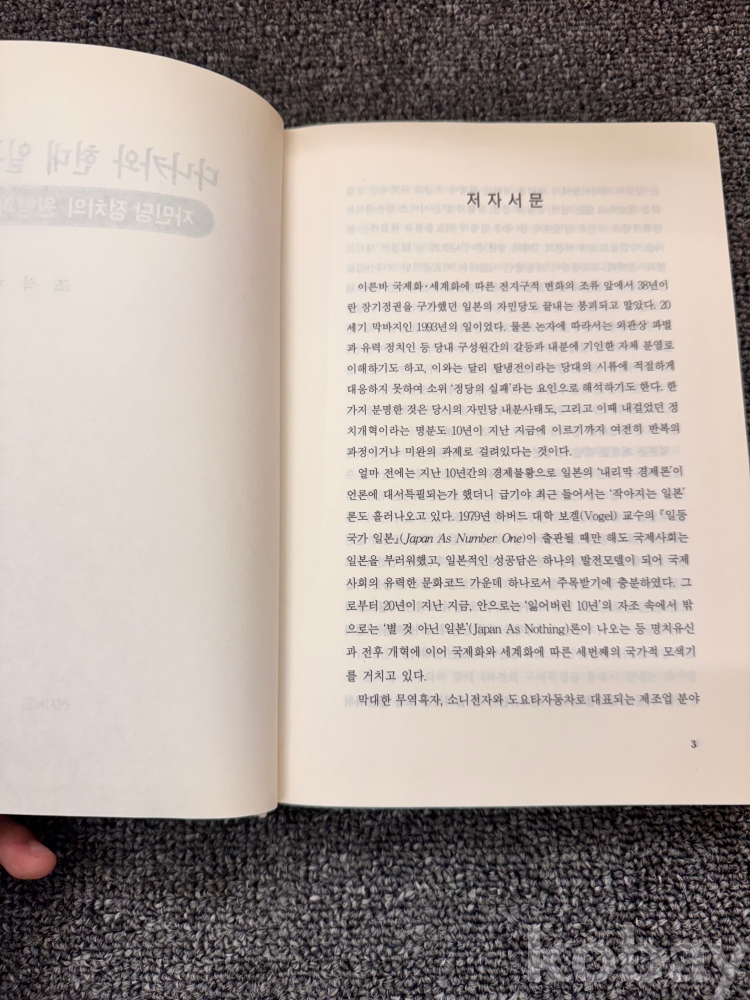 저자서문
이른바 국제화·세계화에 따른 전지구적 변화의 조류 앞에서 38년이
란 장기정권을 구가했던 일본의 자민당도 끝내는 붕괴되고 말았다. 20
세기 막바지인 1993년의 일이었다. 물론 논자에 따라서는 외관상 파벌
과 유력 정치인 등 당내 구성원간의 갈등과 내분에 기인한 자체 분열로
이해하기도 하고, 이와는 달리 탈냉전이라는 당대의 시류에 적절하게
대응하지 못하여 소위 '정당의 실패'라는 요인으로 해석하기도 한다. 한
가지 분명한 것은 당시의 자민당 내분사태도, 그리고 이때 내걸었던 정
치개혁이라는 명분도 10년이 지난 지금에 이르기까지 여전히 반복의
과정이거나 미완의 과제로 걸려있다는 것이다.
얼마 전에는 지난 10년간의 경제불황으로 일본의 '내리막 경제론'이
언론에 대서특필되는가 했더니 급기야 최근 들어서는 '작아지는 일본'
론도 흘러나오고 있다. 1979년 하버드 대학 보겔(Vogel) 교수의 『일등
국가 일본』(Japan As Number One)이 출판될 때만 해도 국제사회는
일본을 부러워했고, 일본적인 성공담은 하나의 발전모델이 되어 국제
사회의 유력한 문화코드 가운데 하나로서 주목받기에 충분하였다. 그
로부터 20년이 지난 지금, 안으로는 '잃어버린 10년'의 자조 속에서 밖
으로는 '별 것 아닌 일본'(Japan As Nothing)론이 나오는 등 명치유신
과 전후 개혁에 이어 국제화와 세계화에 따른 세번째의 국가적 모색기
를 거치고 있다.
막대한 무역흑자, 소니전자와 도요타자동차로 대표되는 제조업 분야
3
다나카와 현대 일
자민당 정치의 원형
조 석
kobay